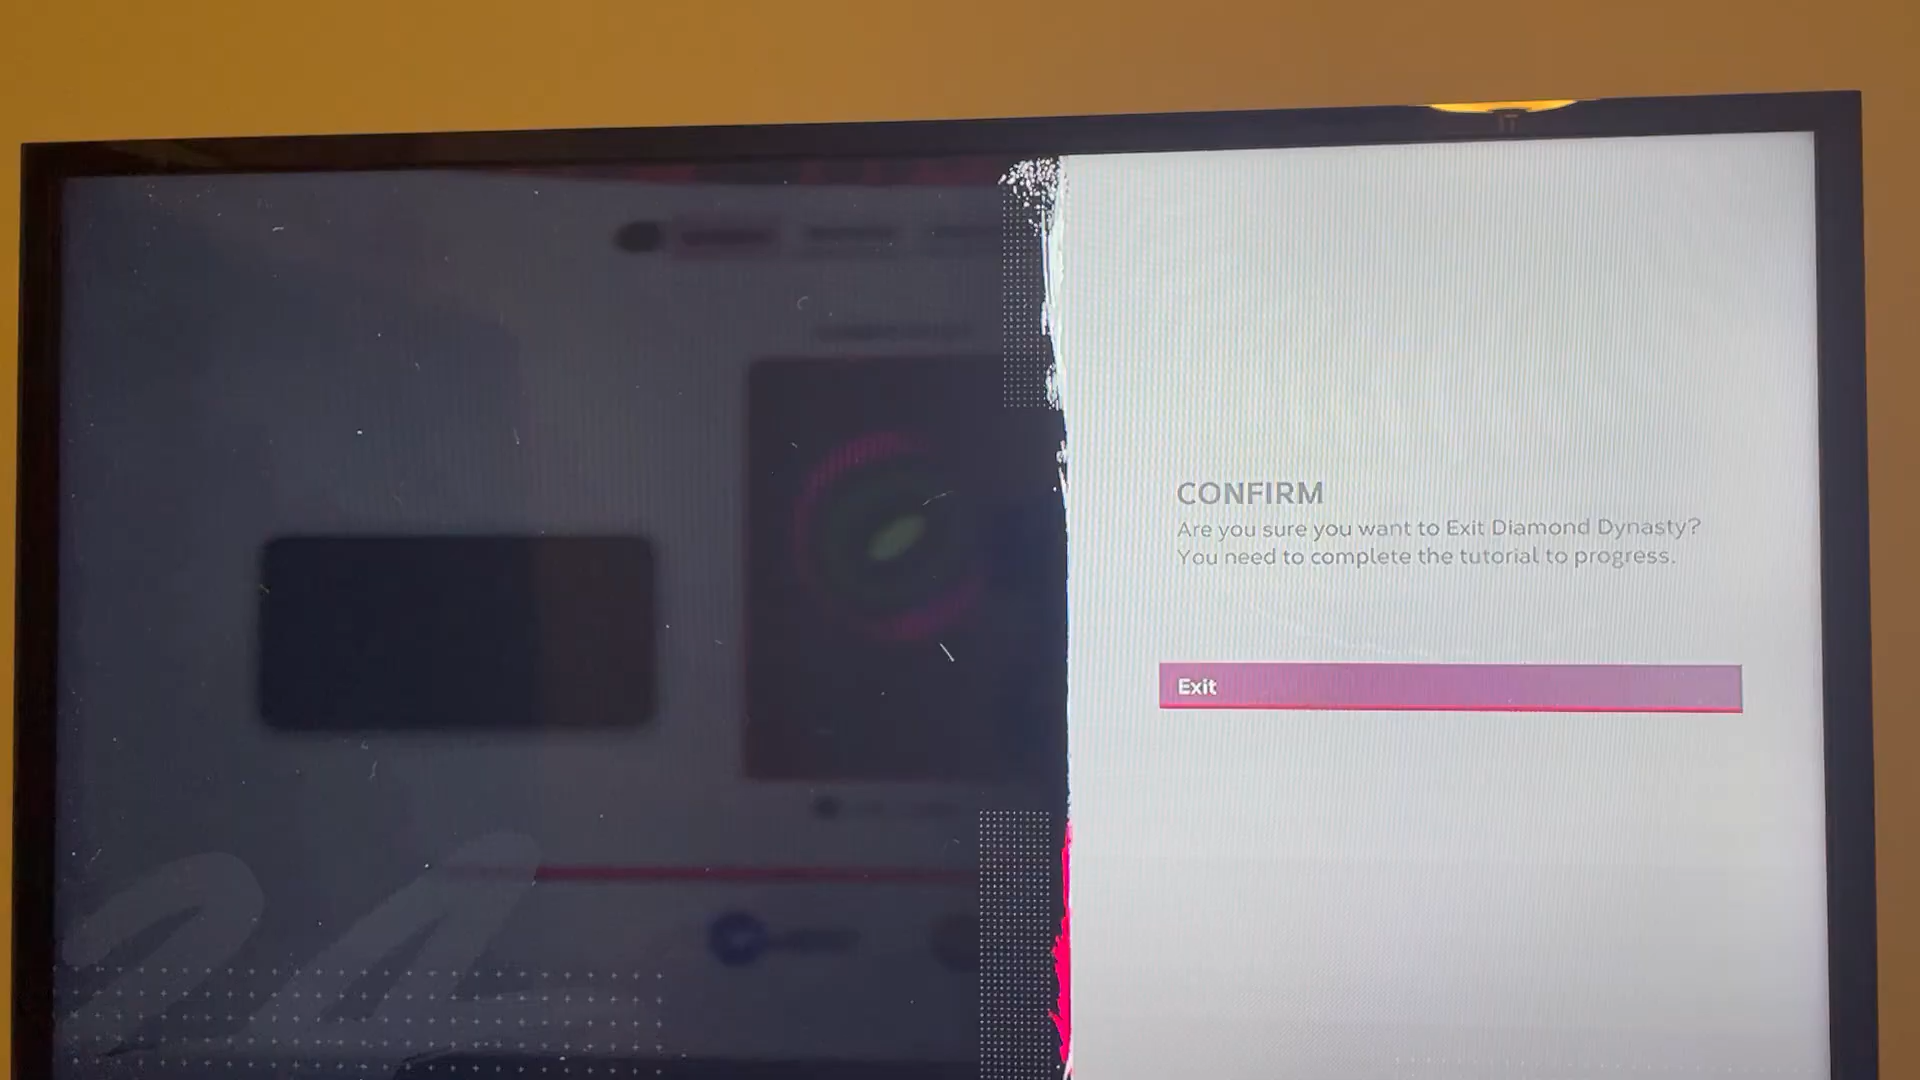 CONFIRM
Are you sure you want to Exit Diamond Dynasty?
You need to complete the tutorial to progress.
Exit
24